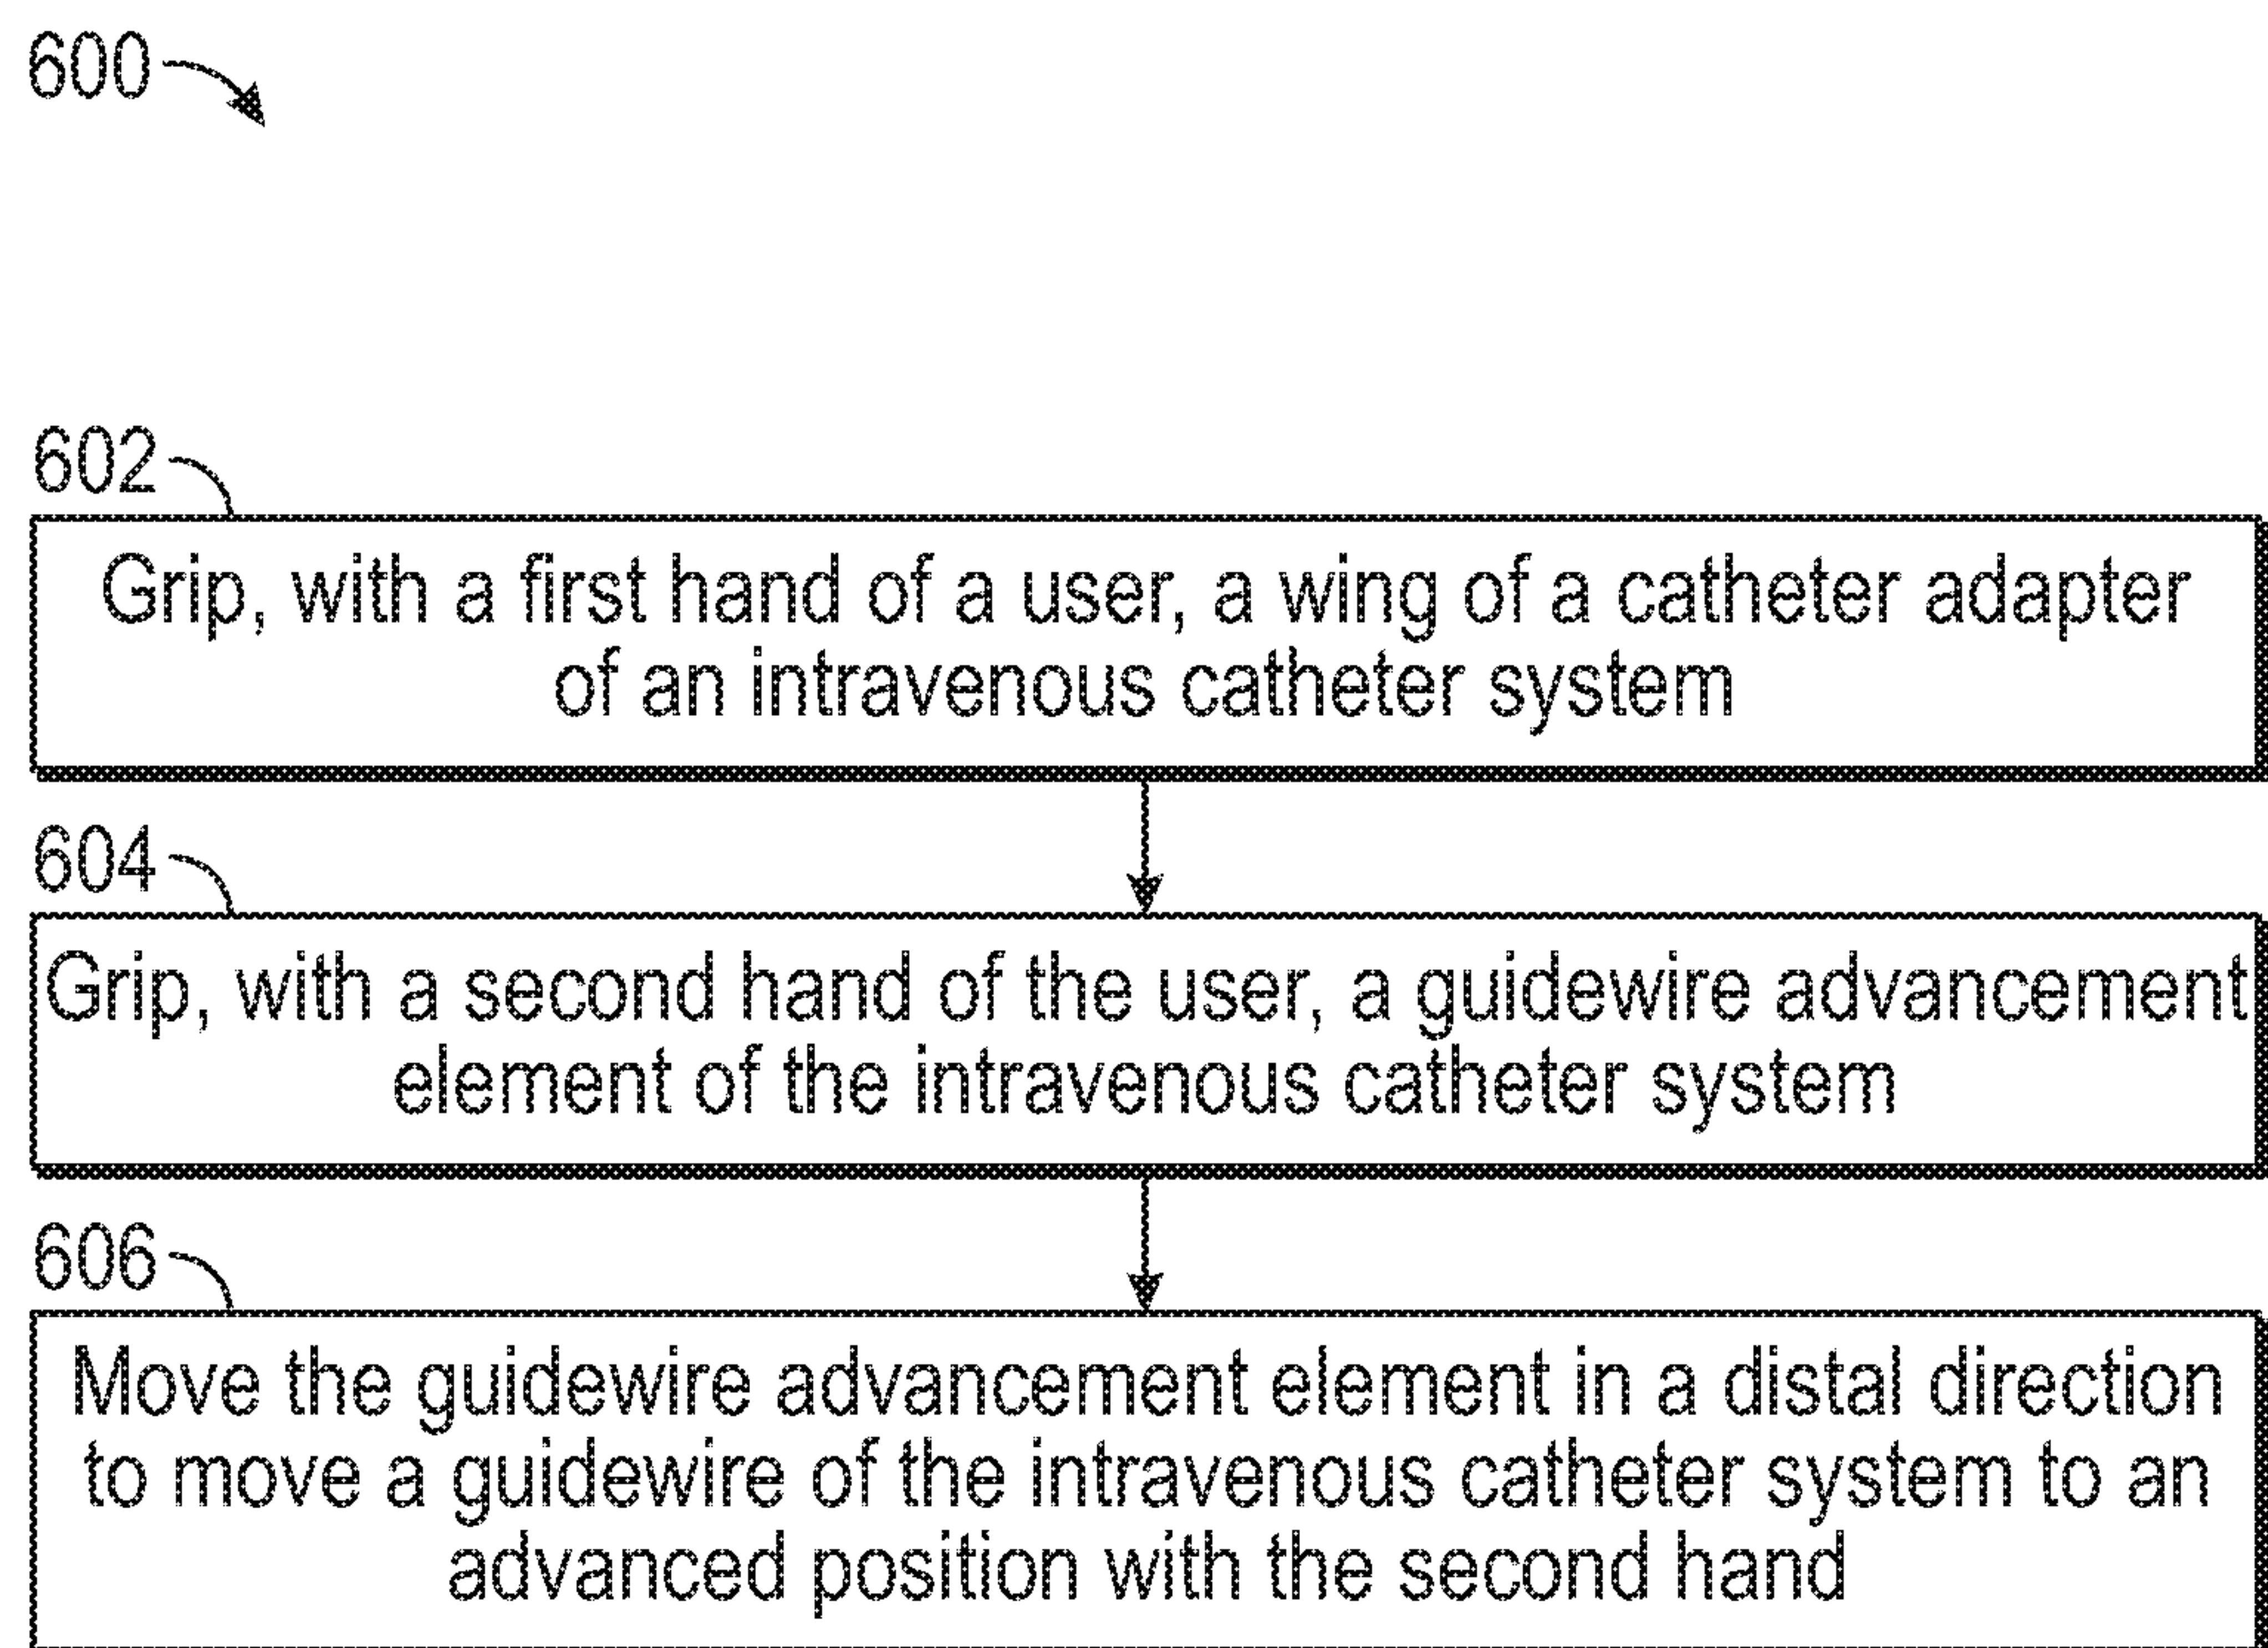 600
602
Grip, with a first hand of a user, a wing of a catheter adapter
of an intravenous catheter system
604
Grip, with a second hand of the user, a guidewire advancement
element of the intravenous catheter system
606
Move the guidewire advancement element in a distal direction
to move a guidewire of the intravenous catheter system to an
advanced position with the second hand